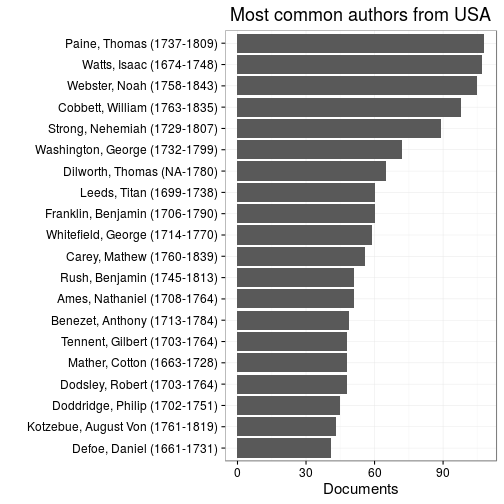 Most common authors from USA
Paine, Thomas (1737-1809)
Watts, Isaac (1674-1748)
Webster, Noah (1758-1843)
Cobbett, William (1763-1835)
Strong, Nehemiah (1729-1807)
Washington, George (1732-1799)
Dilworth, Thomas (NA-1780)
Leeds, Titan (1699-1738)
Franklin, Benjamin (1706-1790)
Whitefield, George (1714-1770)
Carey, Mathew (1760-1839)
Rush, Benjamin (1745-1813)
Ames, Nathaniel (1708-1764)
Benezet, Anthony (1713-1784)
Tennent, Gilbert (1703-1764)
Mather, Cotton (1663-1728)
Dodsley, Robert (1703-1764)
Doddridge, Philip (1702-1751)
Kotzebue, August Von (1761-1819)
Defoe, Daniel (1661-1731)
0 30 60 90
Documents